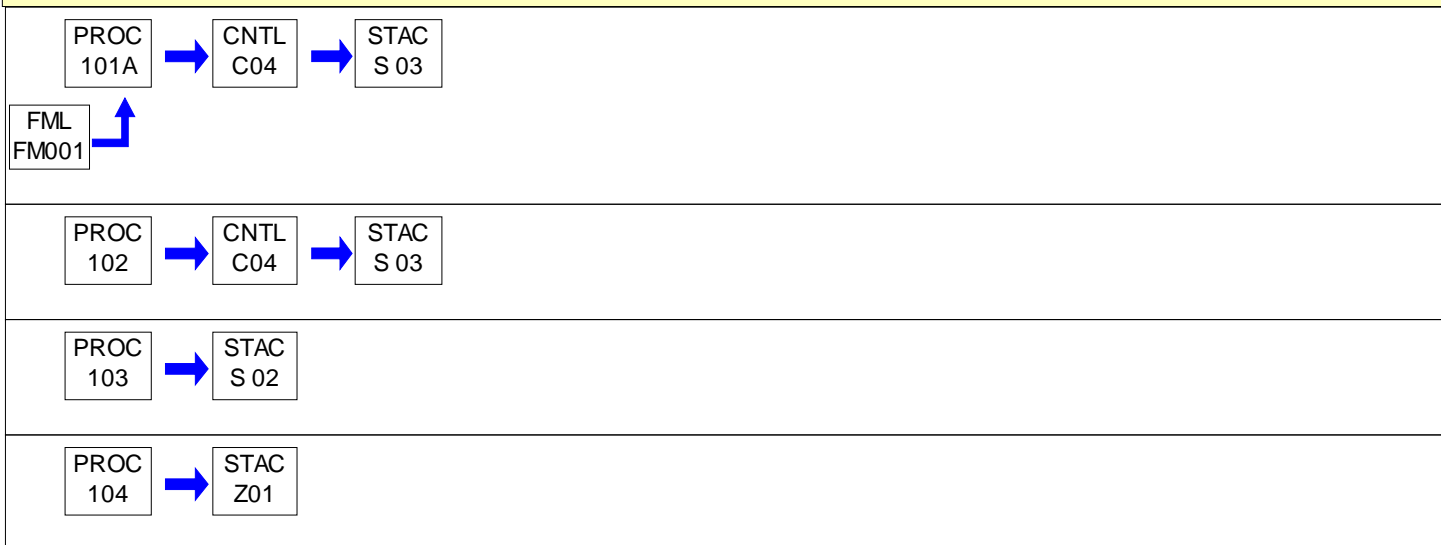 PROC
101A
CNTL
C04
STAC
S 03
FML
FM001
PROC
102
CNTL
C04
STAC
S 03
PROC
103
STAC
S 02
PROC
104
STAC
Z01